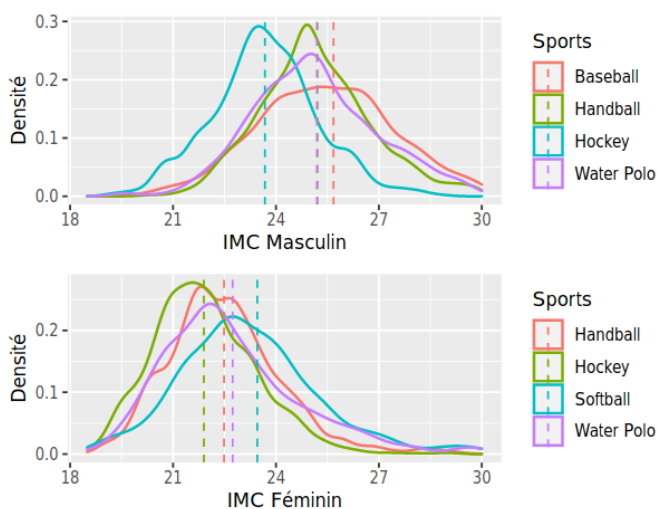 Densité
0.3
0.2
0.1
0.0
18 21 24 27 30
IMC Masculin
Sports
Baseball
Handball
Hockey
Water Polo
Densité
0.2
0.1
0.0
18 21 24 27 30
IMC Féminin
Sports
Handball
Hockey
Softball
Water Polo